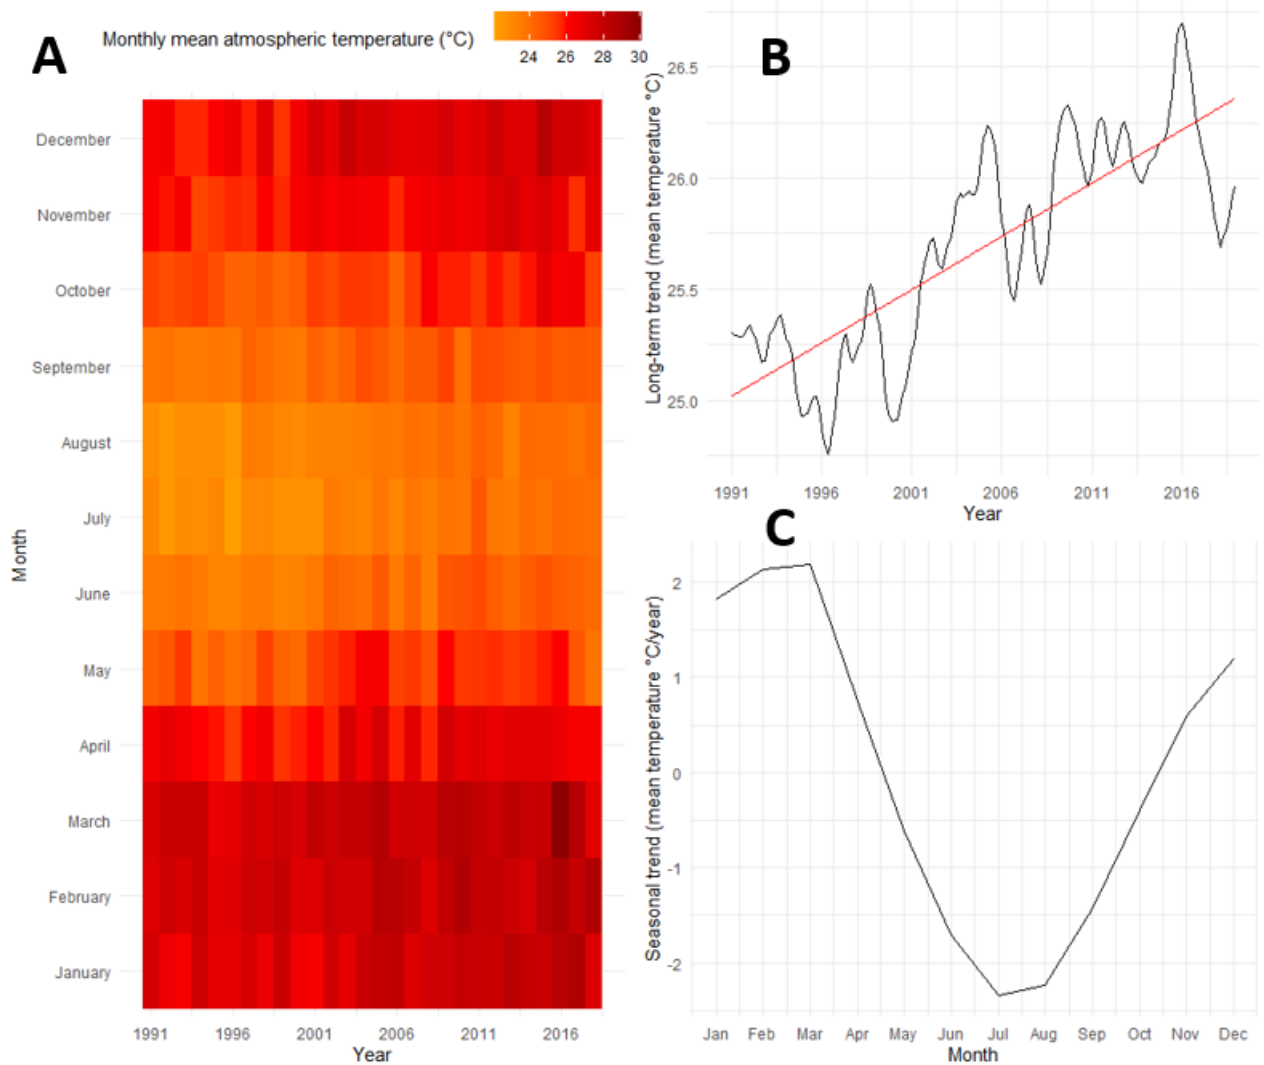 A
Monthly mean atmospheric temperature (°C)
24 26 28 30
Month
December
November
October
September
August
July
June
May
April
March
February
January
1991 1996 2001 2006 2011 2016
Year
B
Long-term trend (mean temperature °C)
26.5
26.0
25.5
25.0
1991 1996 2001 2006 2011 2016
Year
C
Seasonal trend (mean temperature °C/year)
2
1
0
-1
-2
Jan Feb Mar Apr May Jun Jul Aug Sep Oct Nov Dec
Month